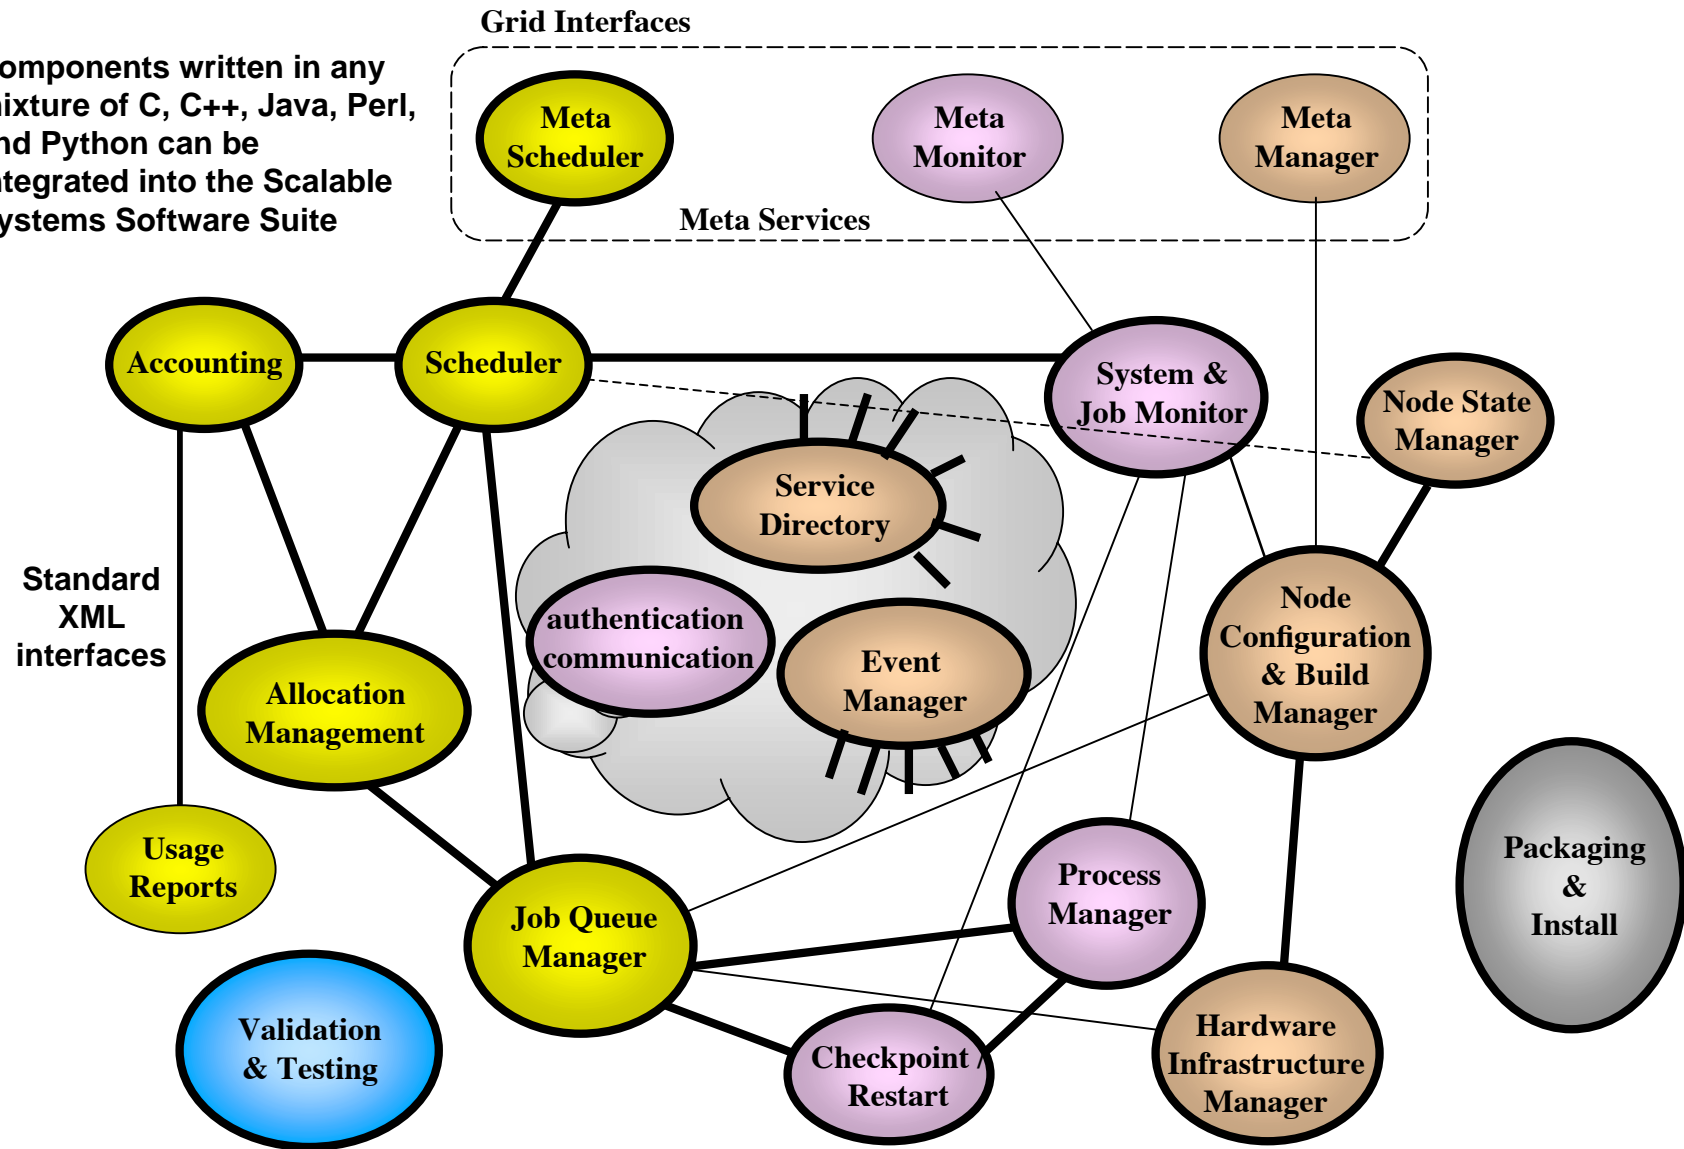 Grid Interfaces
omponents written in any
ixture of C, C++, Java, Perl,
nd Python can be
ntegrated into the Scalable
ystems Software Suite
Meta
Scheduler
Meta
Monitor
Meta
Manager
Meta Services
Accounting
Scheduler
System &
Job Monitor
Node State
Manager
Service
Directory
Standard
XML
interfaces
authentication
communication
Event
Manager
Node
Configuration
& Build
Manager
Allocation
Management
Usage
Reports
Job Queue
Manager
Process
Manager
Packaging
&
Install
Validation
& Testing
Checkpoint /
Restart
Hardware
Infrastructure
Manager